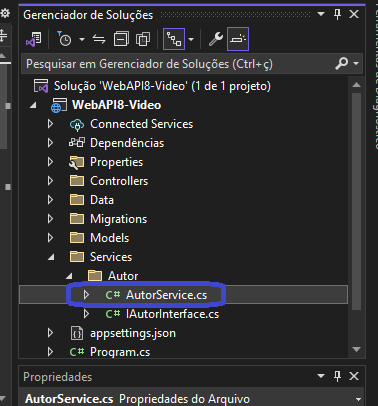 Gerenciador de Soluções
Pesquisar em Gerenciador de Soluções (Ctrl+ç)
Solução 'WebAPI8-Video' (1 de 1 projeto)
WebAPI8-Video
Connected Services
Dependências
Properties
Controllers
Data
Migrations
Models
Services
Autor
C# AutorService.cs
C# IAutorInterface.cs
appsettings.json
C# Program.cs
Propriedades
AutorService.cs Propriedades do Arquivo